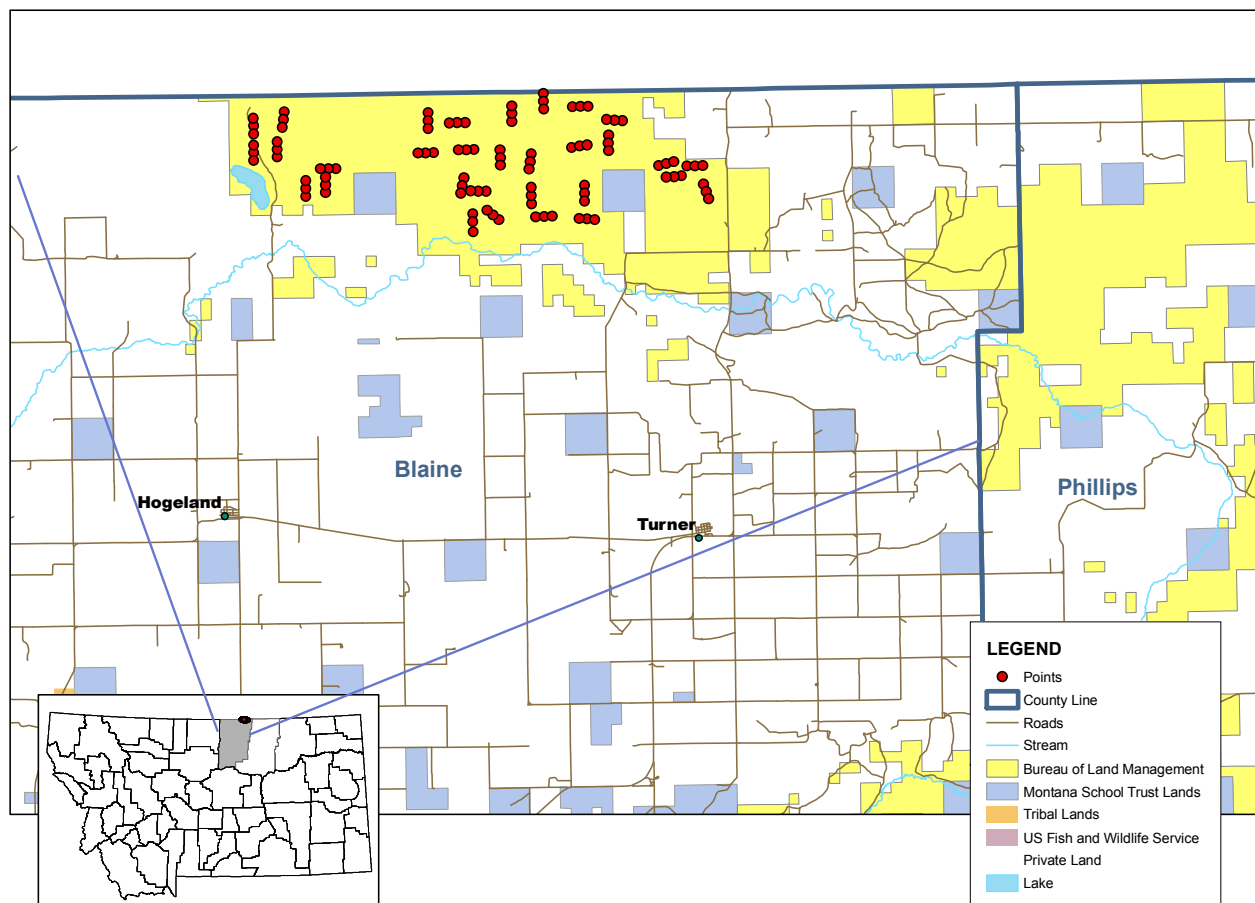 Blaine
Hogeland
Turner
Phillips
LEGEND
Points
County Line
Roads
Stream
Bureau of Land Management
Montana School Trust Lands
Tribal Lands
US Fish and Wildlife Service
Private Land
Lake